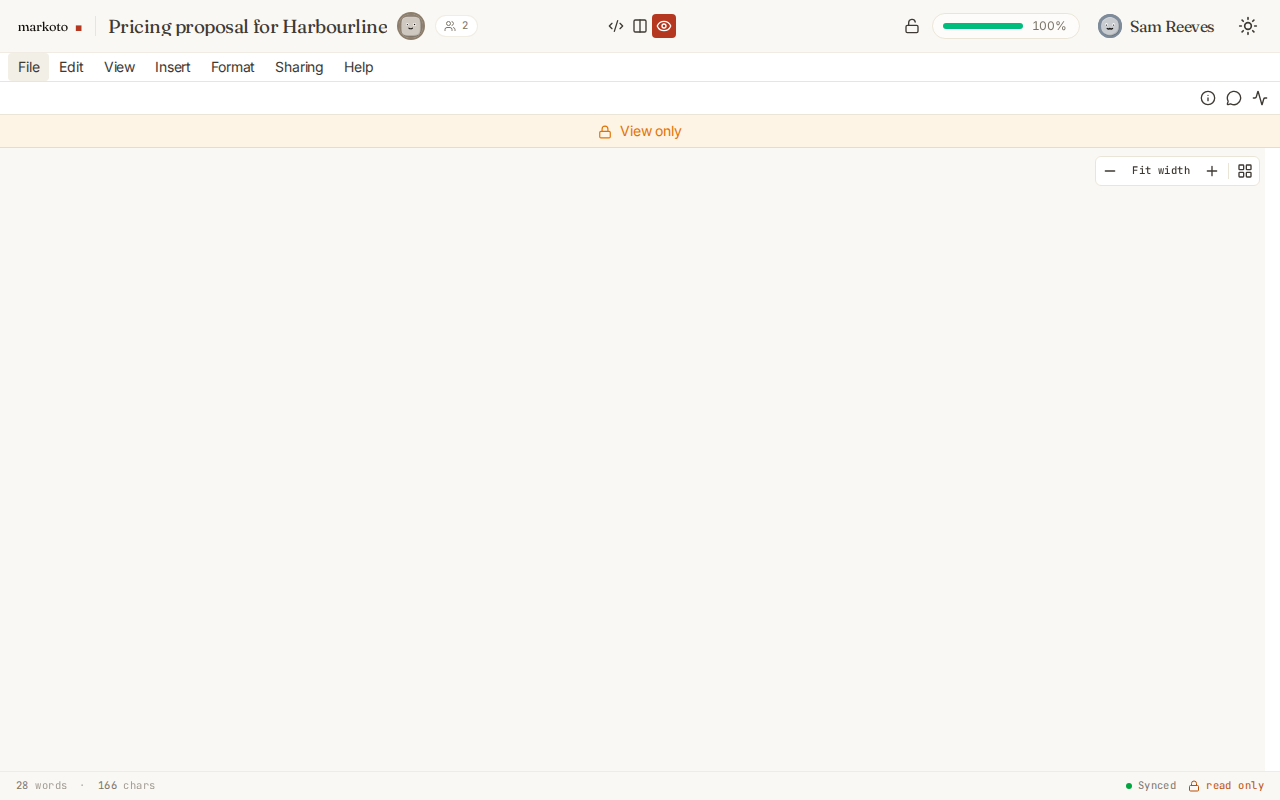 markoto
Pricing proposal for Harbourline
2
100%
Sam Reeves
File Edit View Insert Format Sharing Help
View only
Fit width
28 words · 166 chars
Synced read only